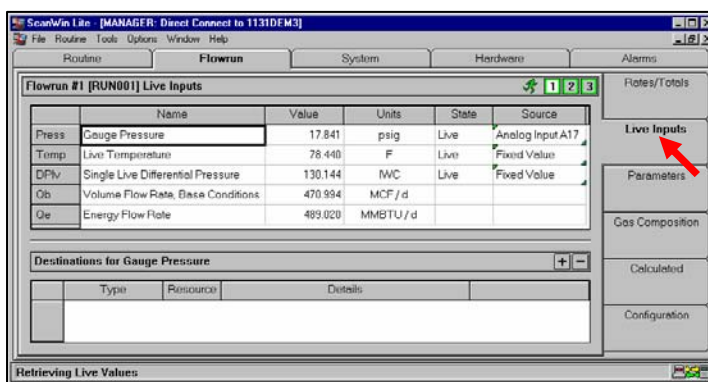 ScanWin Lite - [MANAGER: Direct Connect to 1131DEM3]
File Routine Tools Options Window Help
Routine Flowrun System Hardware Alarms
Flowrun #1 [RUN001] Live Inputs 1 2 3
Rates/Totals
Name Value Units State Source
Live Inputs
Press Gauge Pressure 17.841 psig Live Analog Input A17
Temp Live Temperature 78.440 F Live Fixed Value
DPlv Single Live Differential Pressure 130.144 IWC Live Fixed Value
Parameters
Qb Volume Flow Rate, Base Conditions 470.994 MCF/d
Qe Energy Flow Rate 489.020 MMBTU/d
Gas Composition
Destinations for Gauge Pressure + -
Calculated
Type Resource Details
Configuration
Retrieving Live Values